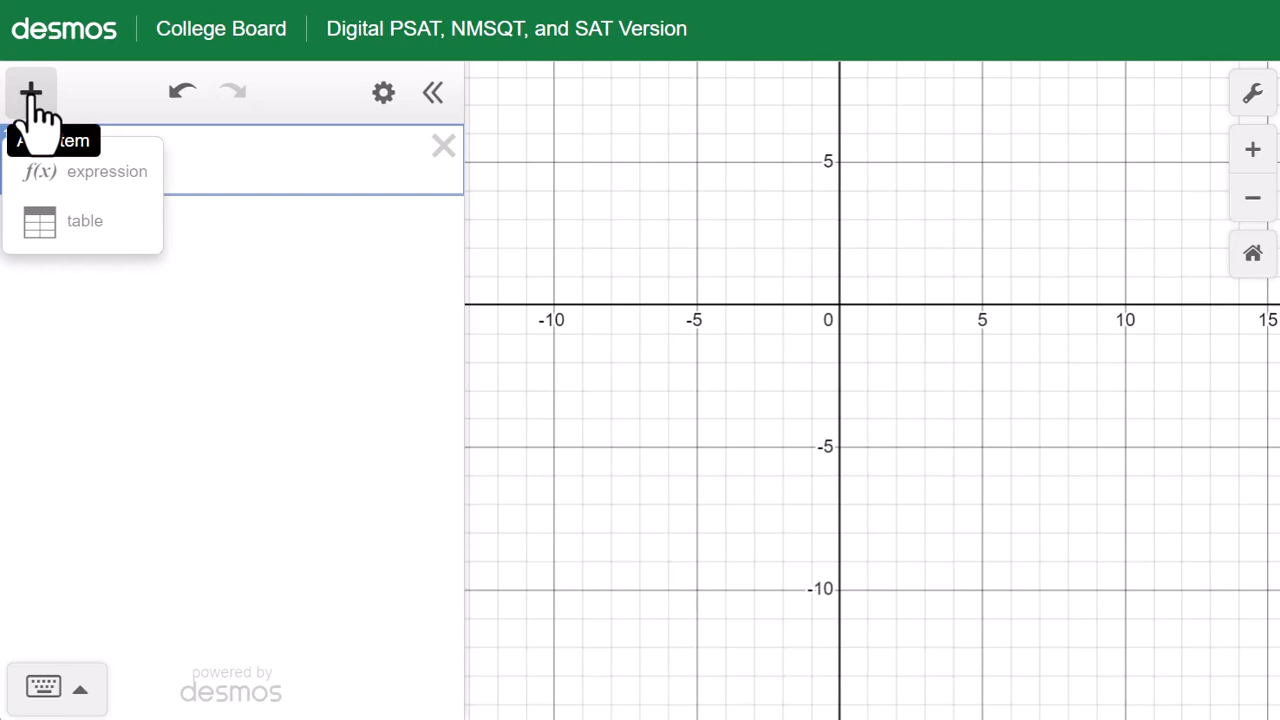 desmos College Board Digital PSAT, NMSQT, and SAT Version
f(x) expression
table
5
-10 -5 0 5 10 15
-5
-10
powered by
desmos